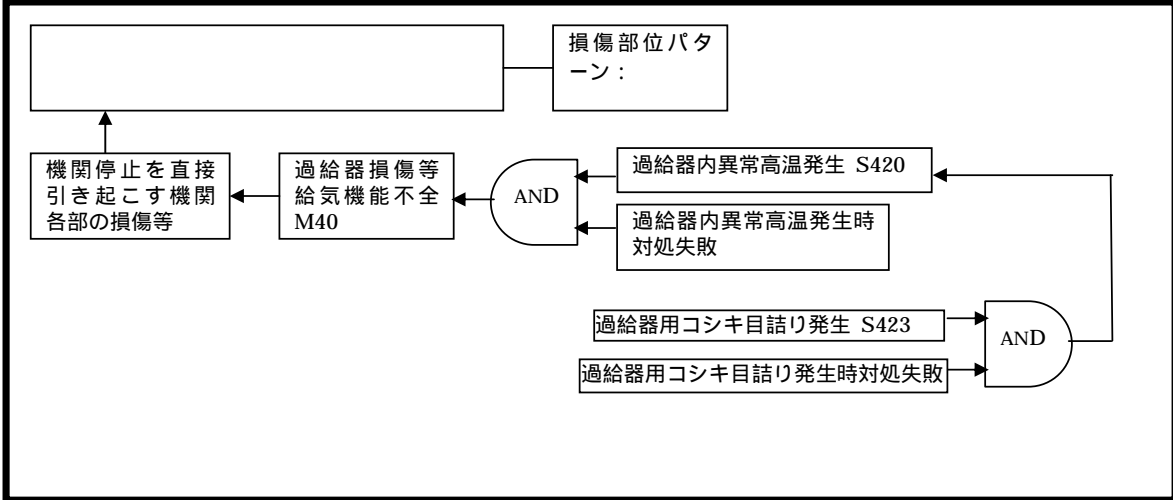 損傷部位パタ
ーン：
機関停止を直接
引き起こす機関
各部の損傷等
過給器損傷等
給気機能不全
M40
AND
過給器内異常高温発生 S420
過給器内異常高温発生時
対処失敗
過給器用コシキ目詰り発生 S423
過給器用コシキ目詰り発生時対処失敗
AND